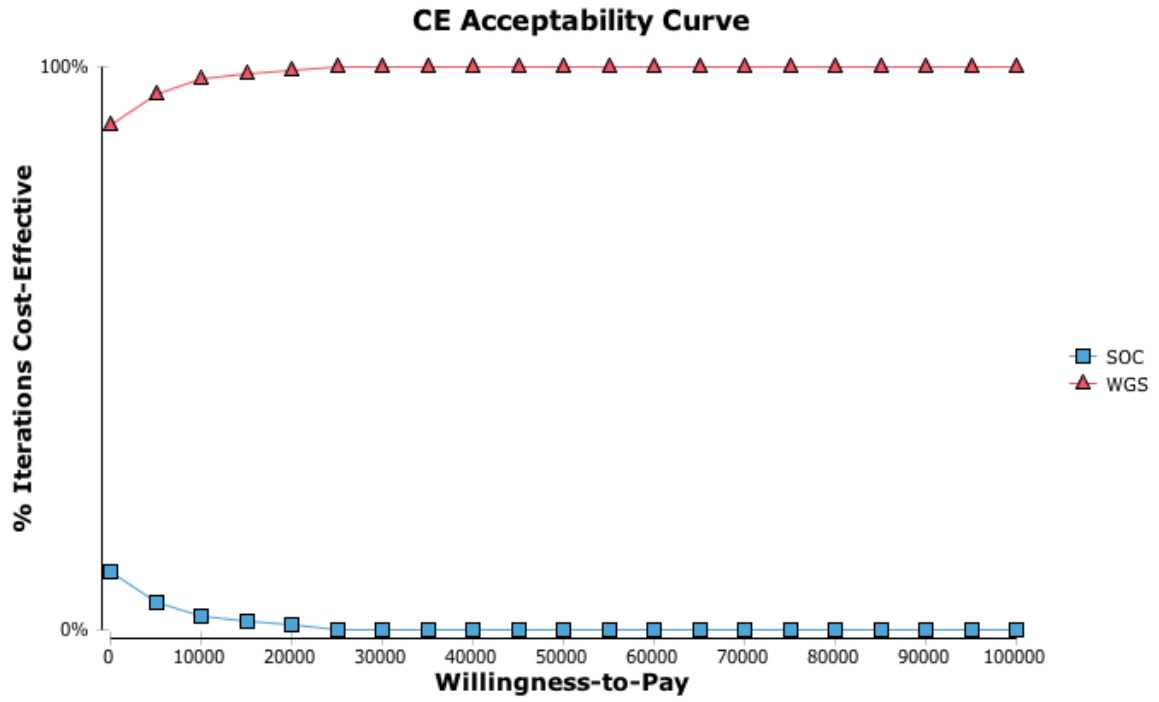 CE Acceptability Curve
100%
% Iterations Cost-Effective
0%
0 10000 20000 30000 40000 50000 60000 70000 80000 90000 100000
Willingness-to-Pay
SOC
WGS